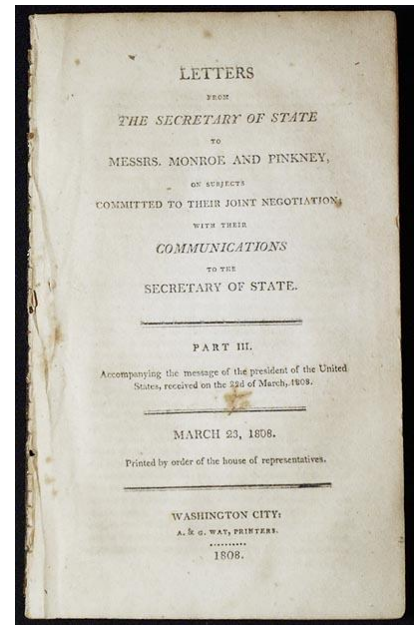 LETTERS
FROM
THE SECRETARY OF STATE
TO
MESSRS. MONROE AND PINKNEY,
ON SUBJECTS
COMMITTED TO THEIR JOINT NEGOTIATION;
WITH THEIR
COMMUNICATIONS
TO THE
SECRETARY OF STATE.
PART III.
Accompanying the message of the president of the United
States, received on the 22d of March, 1808.
MARCH 23, 1808.
Printed by order of the house of representatives.
WASHINGTON CITY:
A. & G. WAY, PRINTERS.
1808.